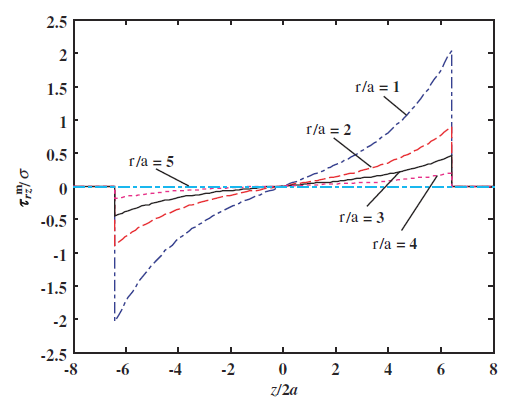 2.5
2
1.5
1
0.5
0
-0.5
-1
-1.5
-2
-2.5
τᵐrz/σ
r/a = 1
r/a = 2
r/a = 5
r/a = 3
r/a = 4
-8 -6 -4 -2 0 2 4 6 8
z/2a